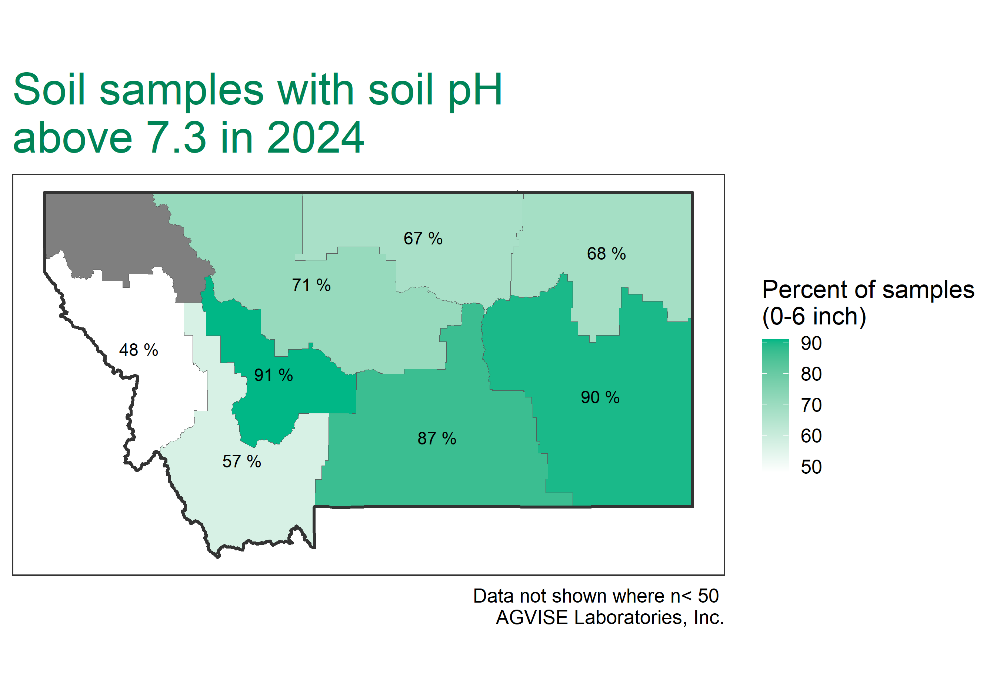 Soil samples with soil pH
above 7.3 in 2024
67 %
68 %
71 %
48 %
91 %
90 %
87 %
57 %
Percent of samples
(0-6 inch)
90
80
70
60
50
Data not shown where n< 50
AGVISE Laboratories, Inc.